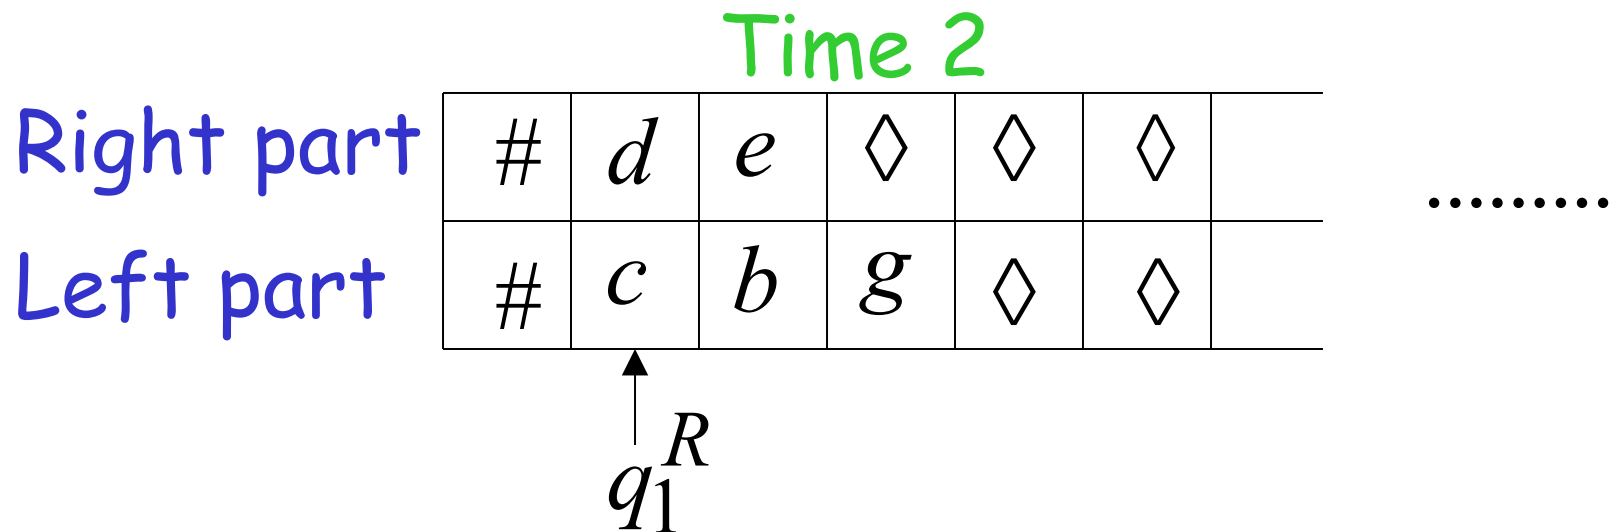 Time 2
Right part # d e ◊ ◊ ◊
.........
Left part # c b g ◊ ◊
q₁ᴿ